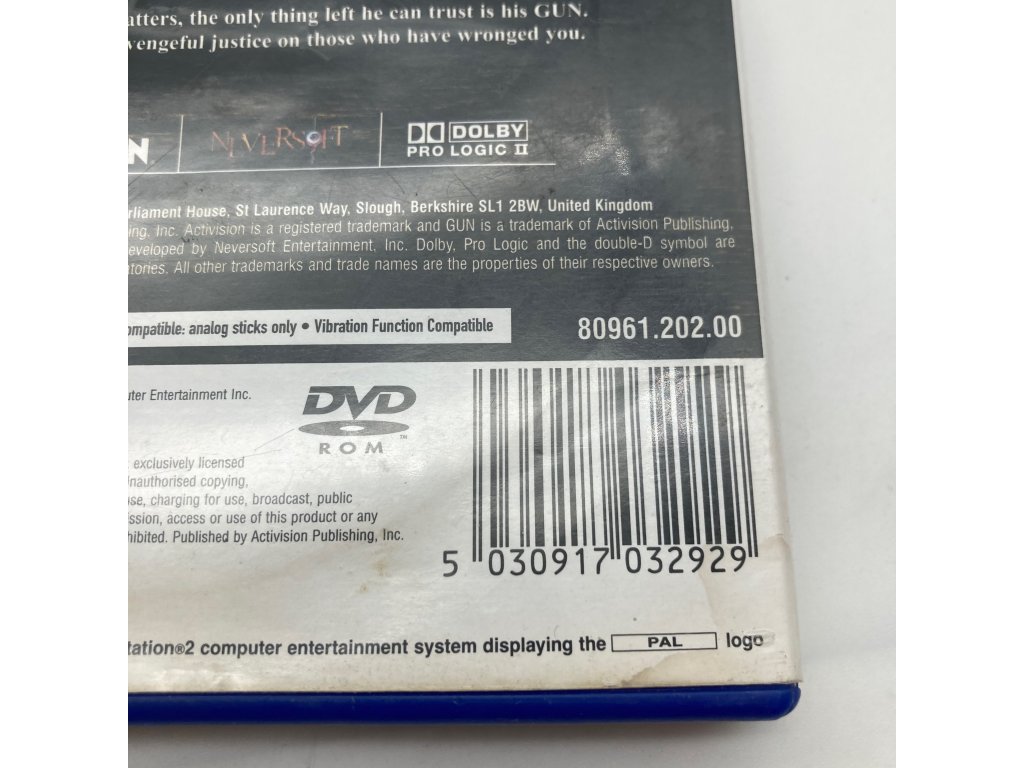 atters, the only thing left he can trust is his GUN.
vengeful justice on those who have wronged you.
N
NEVERSOFT
DOLBY
PRO LOGIC II
rliament House, St Laurence Way, Slough, Berkshire SL1 2BW, United Kingdom
ing, Inc. Activision is a registered trademark and GUN is a trademark of Activision Publishing,
eveloped by Neversoft Entertainment, Inc. Dolby, Pro Logic and the double-D symbol are
tories. All other trademarks and trade names are the properties of their respective owners.
ompatible: analog sticks only • Vibration Function Compatible
80961.202.00
uter Entertainment Inc.
DVD
ROM
™
exclusively licensed
nauthorised copying,
se, charging for use, broadcast, public
ssion, access or use of this product or any
hibited. Published by Activision Publishing, Inc.
5 030917 032929
tation®2 computer entertainment system displaying the PAL logo